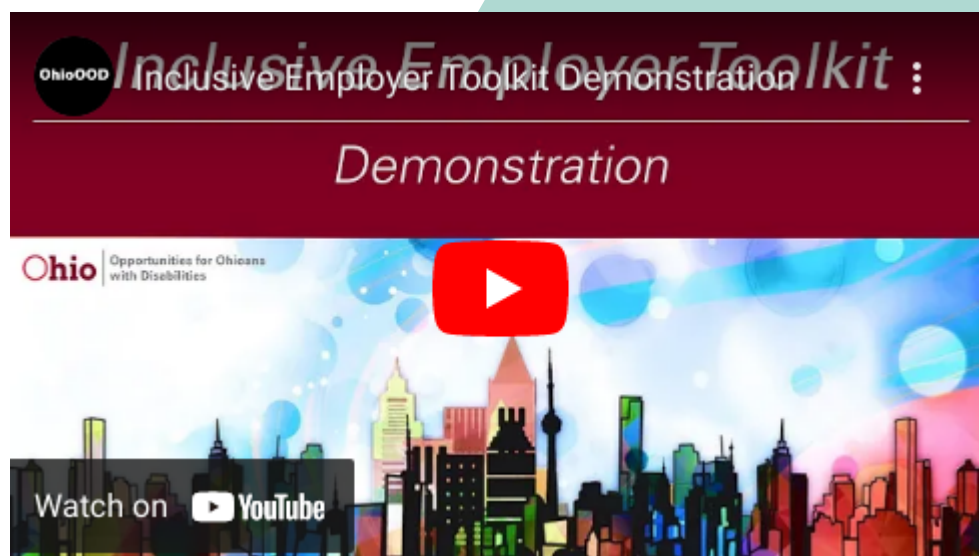 Inclusive Employer Toolkit
OhioOOD
Inclusive Employer Toolkit Demonstration
Demonstration
Ohio
Opportunities for Ohioans
with Disabilities
Watch on YouTube